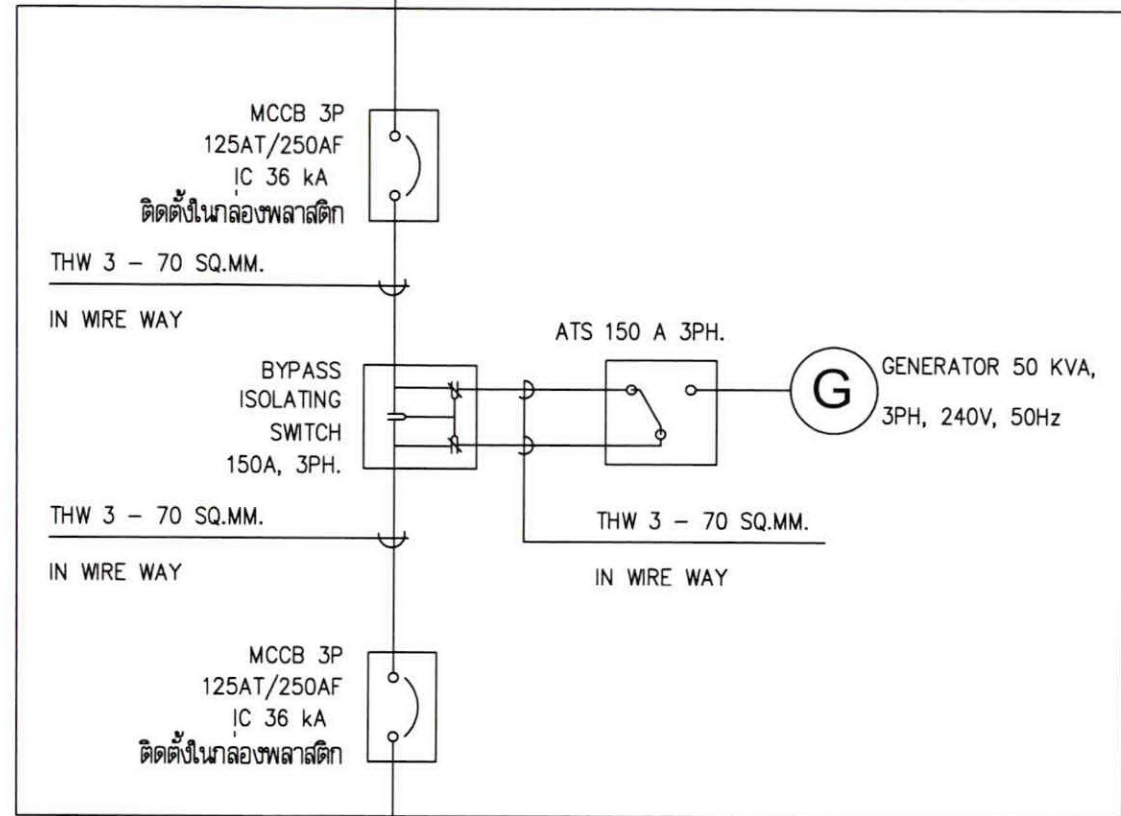 MCCB 3P
125AT/250AF
IC 36 kA
ติดตั้งในกล่องพลาสติก
THW 3 – 70 SQ.MM.
IN WIRE WAY
BYPASS
ISOLATING
SWITCH
150A, 3PH.
ATS 150 A 3PH.
G
GENERATOR 50 KVA,
3PH, 240V, 50Hz
THW 3 – 70 SQ.MM.
IN WIRE WAY
THW 3 – 70 SQ.MM.
IN WIRE WAY
MCCB 3P
125AT/250AF
IC 36 kA
ติดตั้งในกล่องพลาสติก